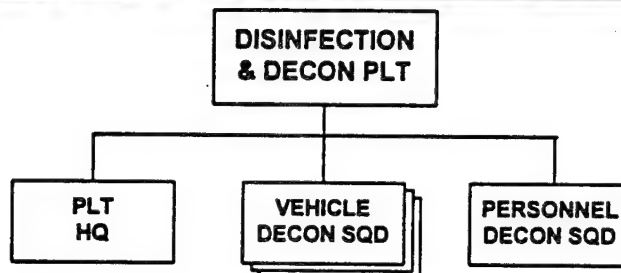 DISINFECTION
& DECON PLT
PLT
HQ
VEHICLE
DECON SQD
PERSONNEL
DECON SQD